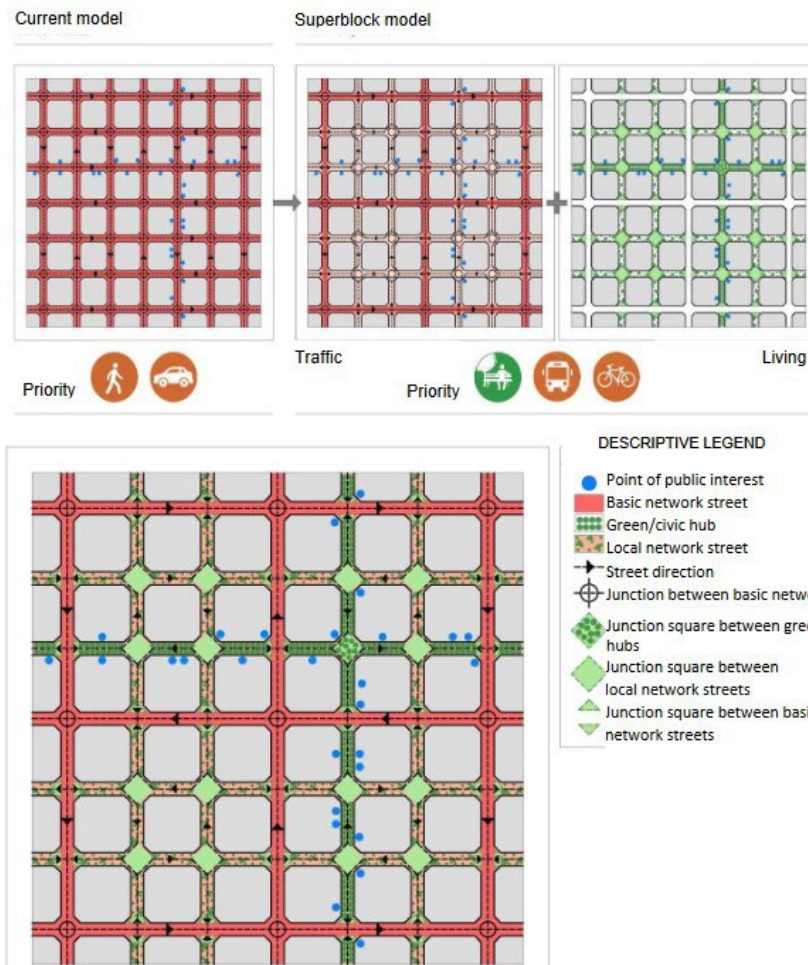 Current model
Superblock model
Traffic
Living
Priority
Priority
DESCRIPTIVE LEGEND
Point of public interest
Basic network street
Green/civic hub
Local network street
Street direction
Junction between basic netwo
Junction square between gree
hubs
Junction square between
local network streets
Junction square between basi
network streets